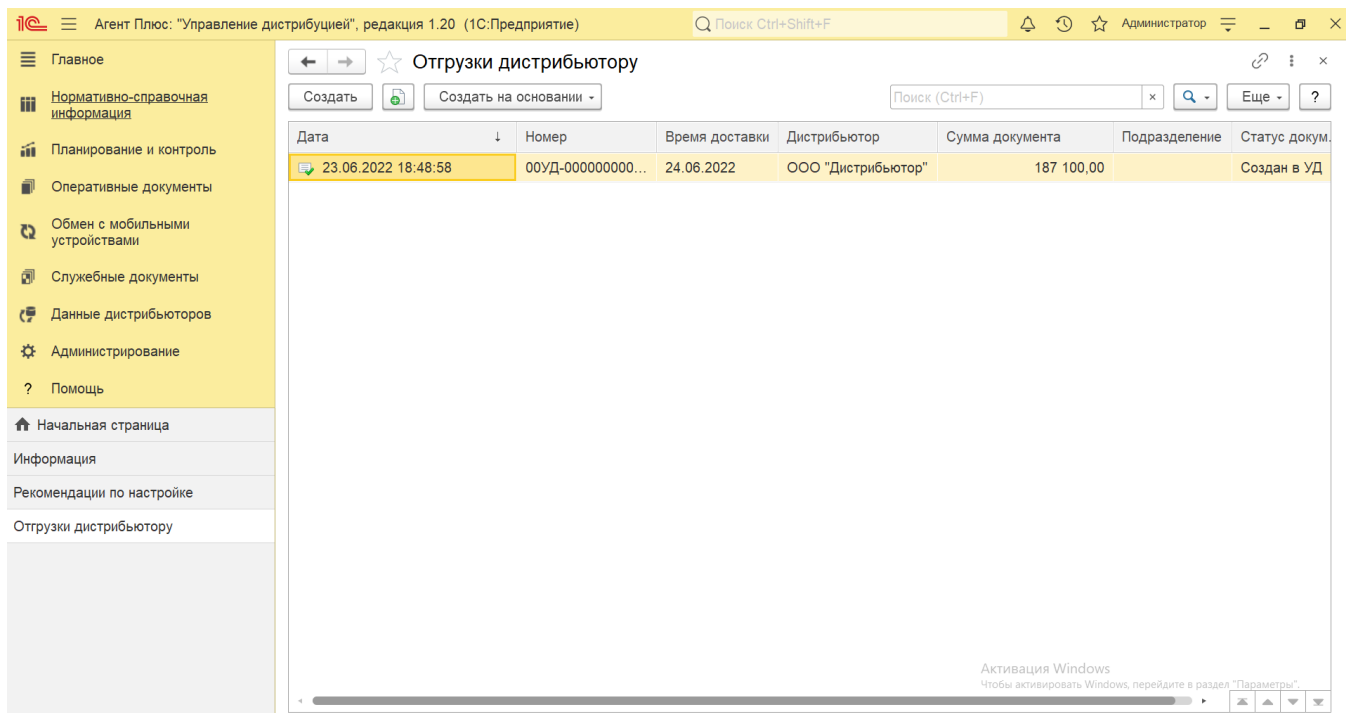 1С Агент Плюс: "Управление дистрибуцией", редакция 1.20 (1С:Предприятие) Поиск Ctrl+Shift+F Администратор
Главное
Нормативно-справочная
информация
Планирование и контроль
Оперативные документы
Обмен с мобильными
устройствами
Служебные документы
Данные дистрибьюторов
Администрирование
? Помощь
Начальная страница
Информация
Рекомендации по настройке
Отгрузки дистрибьютору
Отгрузки дистрибьютору
Создать Создать на основании Поиск (Ctrl+F) × Еще ?
Дата ↓ Номер Время доставки Дистрибьютор Сумма документа Подразделение Статус докум.
23.06.2022 18:48:58 00УД-000000000... 24.06.2022 ООО "Дистрибьютор" 187 100,00 Создан в УД
Активация Windows
Чтобы активировать Windows, перейдите в раздел "Параметры".